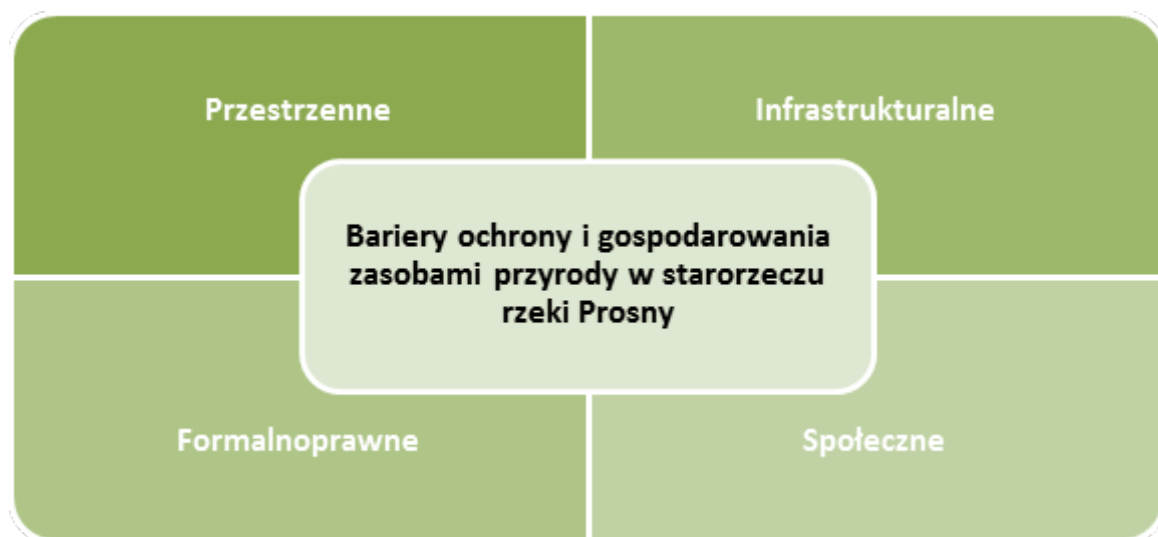 Przestrzenne
Infrastrukturalne
Bariery ochrony i gospodarowania
zasobami przyrody w starorzeczu
rzeki Prosny
Formalnoprawne
Społeczne